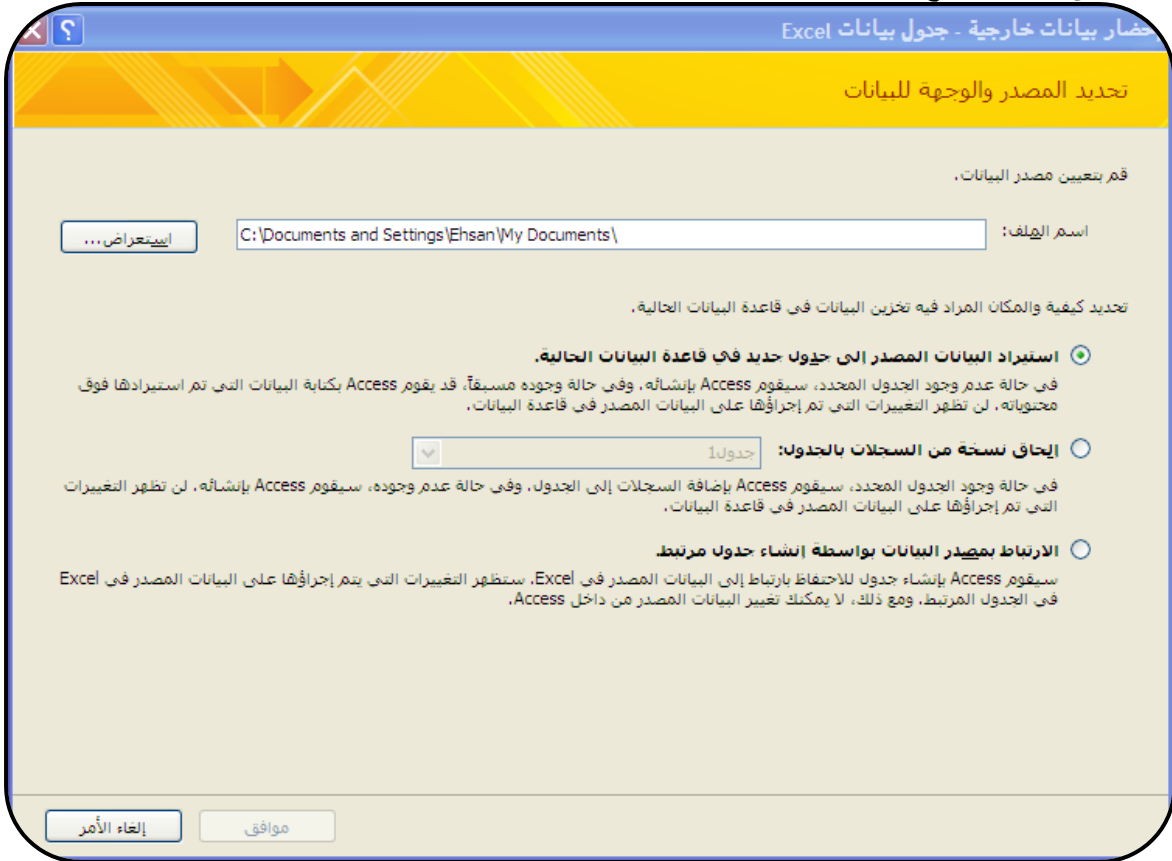 حضار بيانات خارجية - جدول بيانات Excel
تحديد المصدر والوجهة للبيانات
قم بتعيين مصدر البيانات.
اسم الملف:
C:\Documents and Settings\Ehsan\My Documents\
استعراض...
تحديد كيفية والمكان المراد فيه تخزين البيانات في قاعدة البيانات الحالية.
استيراد البيانات المصدر إلى جدول جديد في قاعدة البيانات الحالية.
في حالة عدم وجود الجدول المحدد، سيقوم Access بإنشائه. وفي حالة وجوده مسبقاً، قد يقوم Access بكتابة البيانات التي تم استيرادها فوق
محتوياته. لن تظهر التغييرات التي تم إجراؤها على البيانات المصدر في قاعدة البيانات.
إلحاق نسخة من السجلات بالجدول:
جدول1
في حالة وجود الجدول المحدد، سيقوم Access بإضافة السجلات إلى الجدول. وفي حالة عدم وجوده، سيقوم Access بإنشائه. لن تظهر التغييرات
التي تم إجراؤها على البيانات المصدر في قاعدة البيانات.
الارتباط بمصدر البيانات بواسطة إنشاء جدول مرتبط.
سيقوم Access بإنشاء جدول للاحتفاظ بارتباط إلى البيانات المصدر في Excel. ستظهر التغييرات التي يتم إجراؤها على البيانات المصدر في Excel
في الجدول المرتبط. ومع ذلك، لا يمكنك تغيير البيانات المصدر من داخل Access.
موافق
إلغاء الأمر